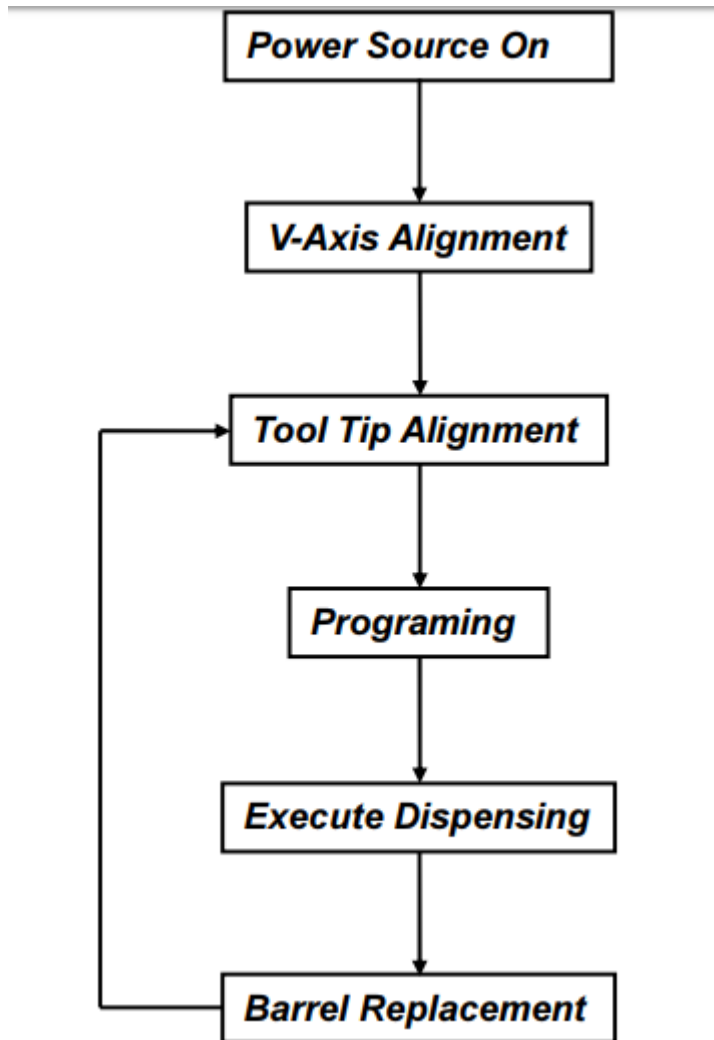 Power Source On
V-Axis Alignment
Tool Tip Alignment
Programing
Execute Dispensing
Barrel Replacement